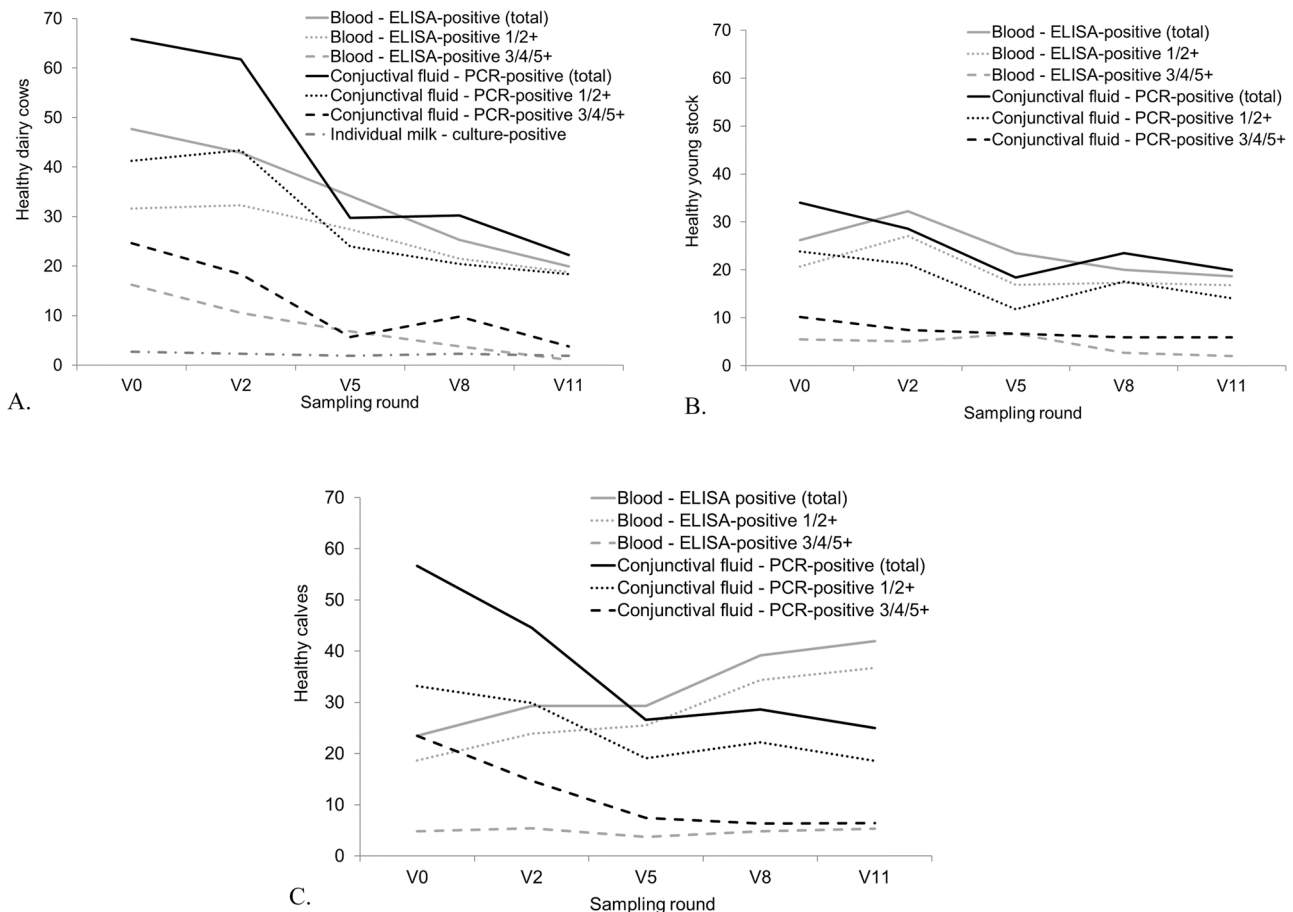 70
60
50
40
30
20
10
0
Healthy dairy cows
Blood - ELISA-positive (total)
Blood - ELISA-positive 1/2+
Blood - ELISA-positive 3/4/5+
Conjuctival fluid - PCR-positive (total)
Conjunctival fluid - PCR-positive 1/2+
Conjunctival fluid - PCR-positive 3/4/5+
Individual milk - culture-positive
V0 V2 V5 V8 V11
Sampling round
A.
70
60
50
40
30
20
10
0
Healthy young stock
Blood - ELISA-positive (total)
Blood - ELISA-positive 1/2+
Blood - ELISA-positive 3/4/5+
Conjunctival fluid - PCR-positive (total)
Conjunctival fluid - PCR-positive 1/2+
Conjunctival fluid - PCR-positive 3/4/5+
V0 V2 V5 V8 V11
Sampling round
B.
70
60
50
40
30
20
10
0
Healthy calves
Blood - ELISA positive (total)
Blood - ELISA-positive 1/2+
Blood - ELISA-positive 3/4/5+
Conjunctival fluid - PCR-positive (total)
Conjunctival fluid - PCR-positive 1/2+
Conjunctival fluid - PCR-positive 3/4/5+
V0 V2 V5 V8 V11
Sampling round
C.